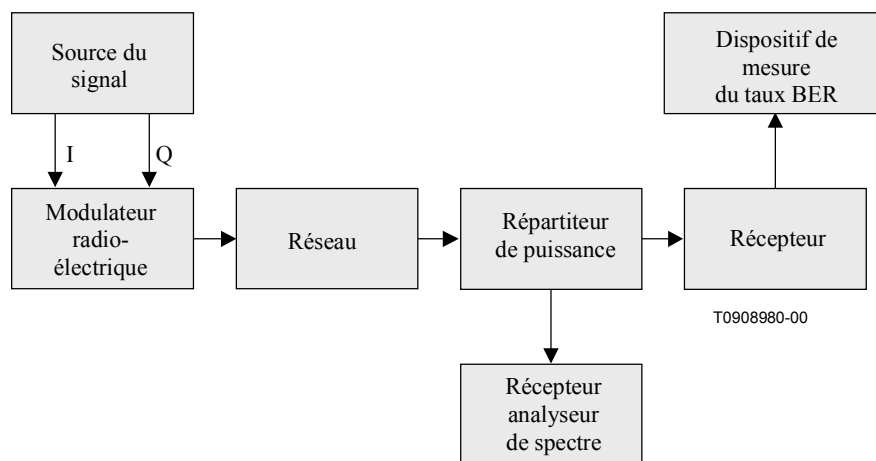 Source du
signal
Dispositif de
mesure
du taux BER
I
Q
Modulateur
radio-
électrique
Réseau
Répartiteur
de puissance
Récepteur
T0908980-00
Récepteur
analyseur
de spectre